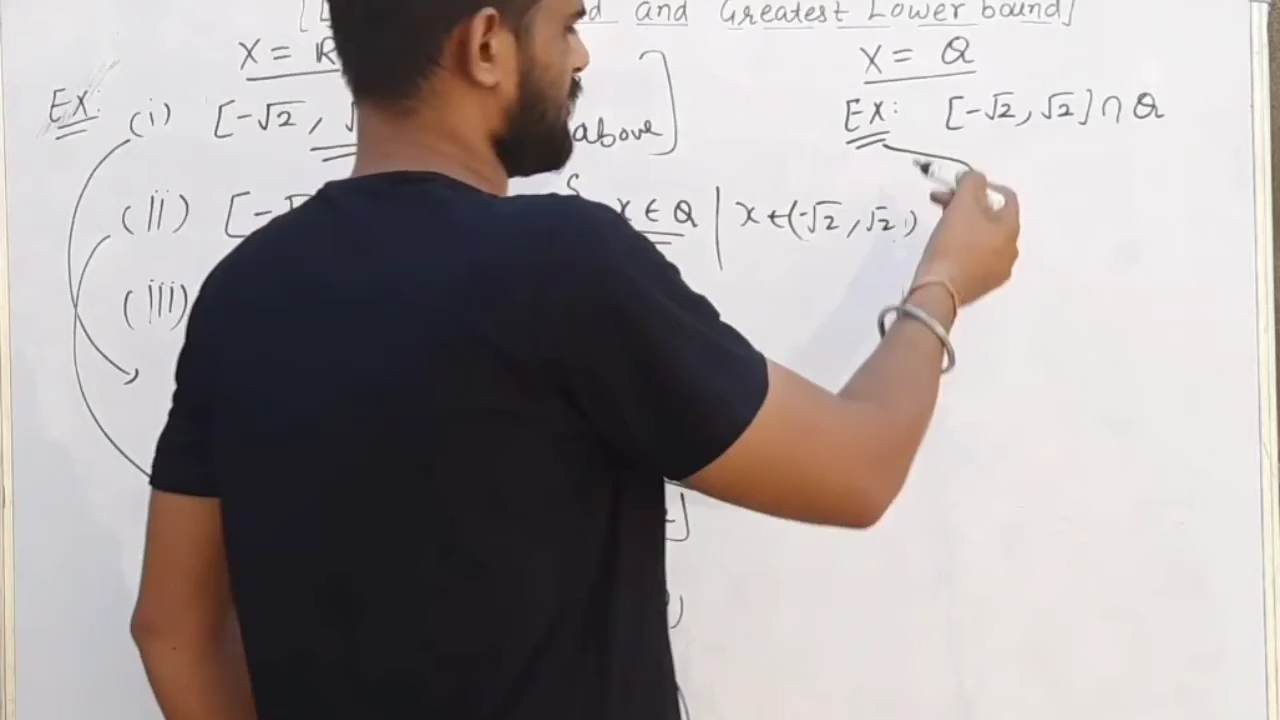 and Greatest Lower bound]
X = R
X = Q
Ex:
(i) [-√2,
above]
Ex: [-√2, √2] ∩ Q
(ii) [-
x ∈ Q | x ∈ (-√2, √2)
(iii)